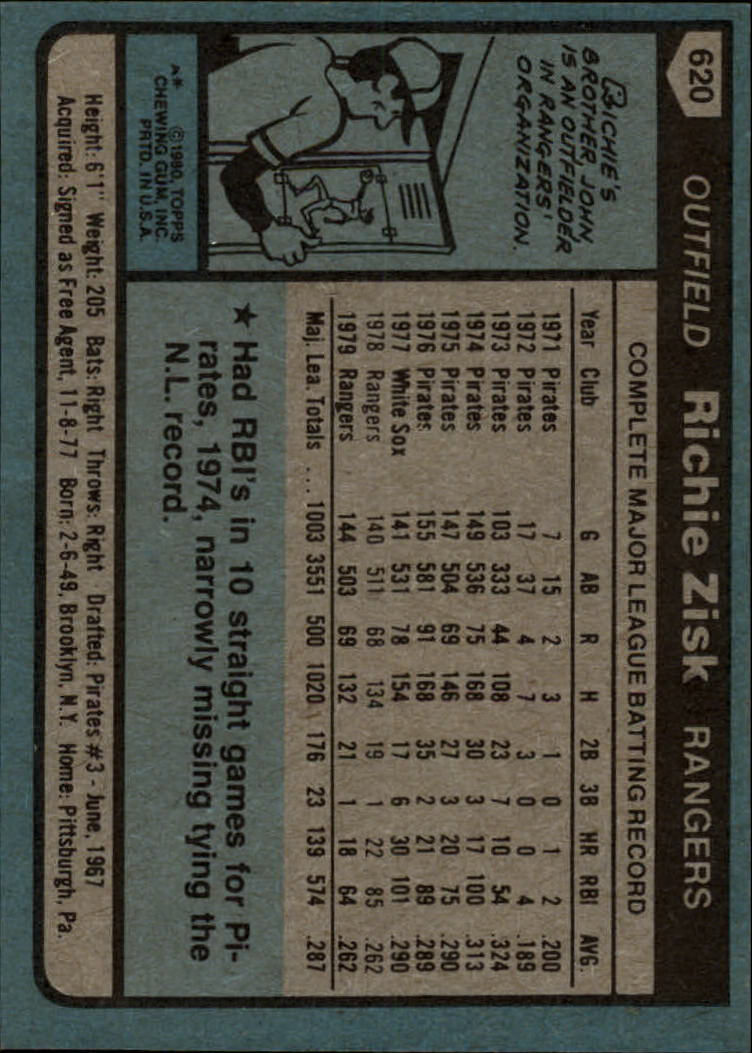 620 OUTFIELD Richie Zisk RANGERS
COMPLETE MAJOR LEAGUE BATTING RECORD
Year Club G AB R H 2B 3B HR RBI AVG.
1971 Pirates 7 15 2 3 1 0 1 2 .200
1972 Pirates 17 37 4 7 3 0 0 4 .189
1973 Pirates 103 333 44 108 23 7 10 54 .324
1974 Pirates 149 536 75 168 30 3 17 100 .313
1975 Pirates 147 504 69 146 27 3 20 75 .290
1976 Pirates 155 581 91 168 35 2 21 89 .289
1977 White Sox 141 531 78 154 17 6 30 101 .290
1978 Rangers 140 511 68 134 19 1 22 85 .262
1979 Rangers 144 503 69 132 21 1 18 64 .262
Maj. Lea. Totals ... 1003 3551 500 1020 176 23 139 574 .287
RICHIE'S
BROTHER JOHN
IS AN OUTFIELDER
IN RANGERS'
ORGANIZATION.
★ Had RBI's in 10 straight games for Pi-
rates, 1974, narrowly missing tying the
N.L. record.
A* © 1980, TOPPS
CHEWING GUM, INC.
PRTD. IN U.S.A.
Height: 6'1" Weight: 205 Bats: Right Throws: Right Drafted: Pirates #3 - June, 1967
Acquired: Signed as Free Agent, 11-8-77 Born: 2-6-49, Brooklyn, N.Y. Home: Pittsburgh, Pa.